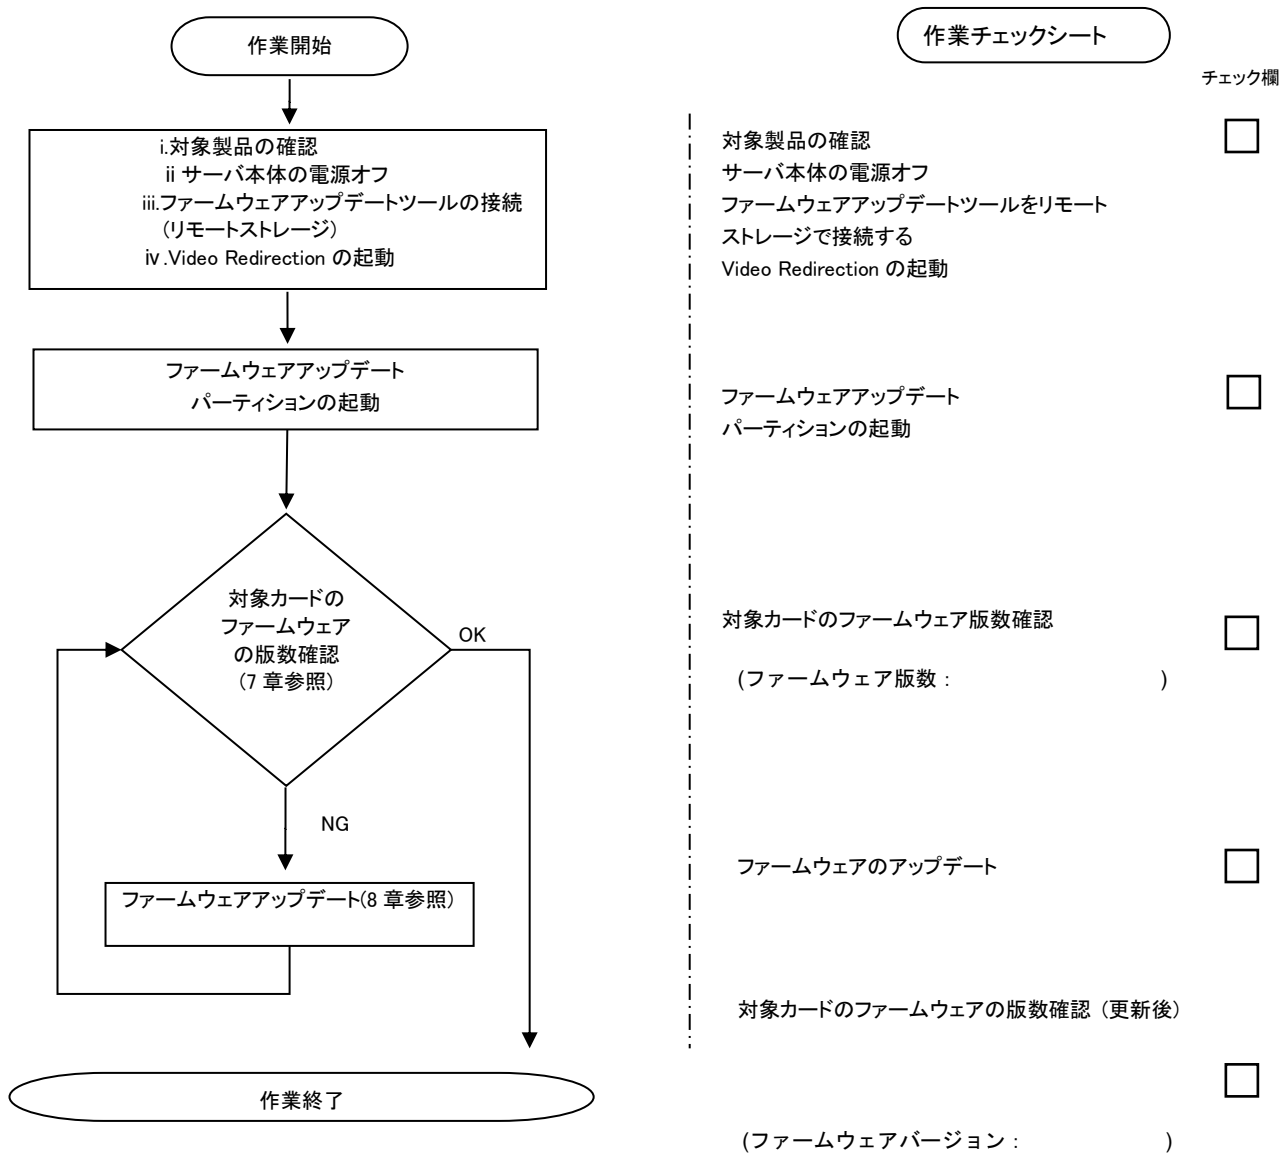 作業開始
i.対象製品の確認
ii サーバ本体の電源オフ
iii.ファームウェアアップデートツールの接続
(リモートストレージ)
iv.Video Redirection の起動
ファームウェアアップデート
パーティションの起動
対象カードの
ファームウェア
の版数確認
(7 章参照)
OK
NG
ファームウェアアップデート(8 章参照)
作業終了
作業チェックシート
チェック欄
対象製品の確認
サーバ本体の電源オフ
ファームウェアアップデートツールをリモート
ストレージで接続する
Video Redirection の起動
ファームウェアアップデート
パーティションの起動
対象カードのファームウェア版数確認
(ファームウェア版数 : )
ファームウェアのアップデート
対象カードのファームウェアの版数確認 (更新後)
(ファームウェアバージョン : )